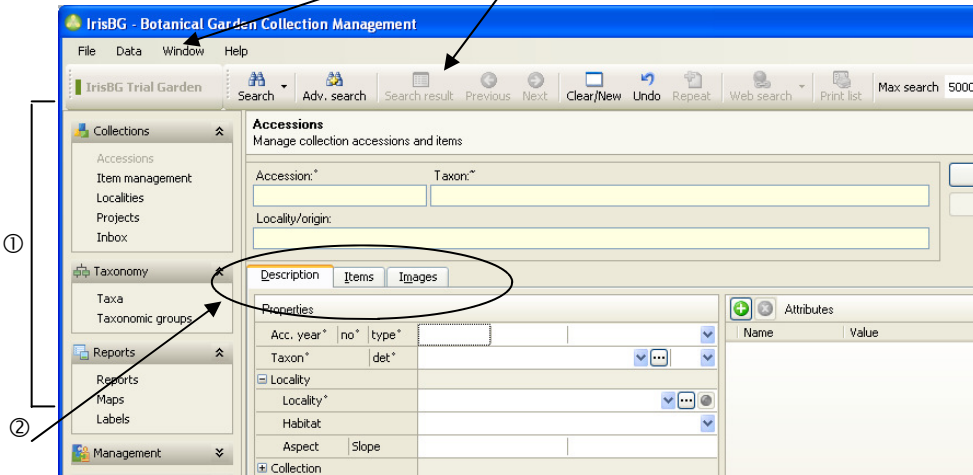 IrisBG - Botanical Garden Collection Management
File Data Window Help
IrisBG Trial Garden Search Adv. search Search result Previous Next Clear/New Undo Repeat Web search Print list Max search 5000
Collections
Accessions
Item management
Localities
Projects
Inbox
Taxonomy
Taxa
Taxonomic groups
Reports
Reports
Maps
Labels
Management
①
②
Accessions
Manage collection accessions and items
Accession:* Taxon:~
Locality/origin:
Description Items Images
Properties
Acc. year* no* type*
Taxon* det*
Locality
Locality*
Habitat
Aspect Slope
Collection
Attributes
Name Value